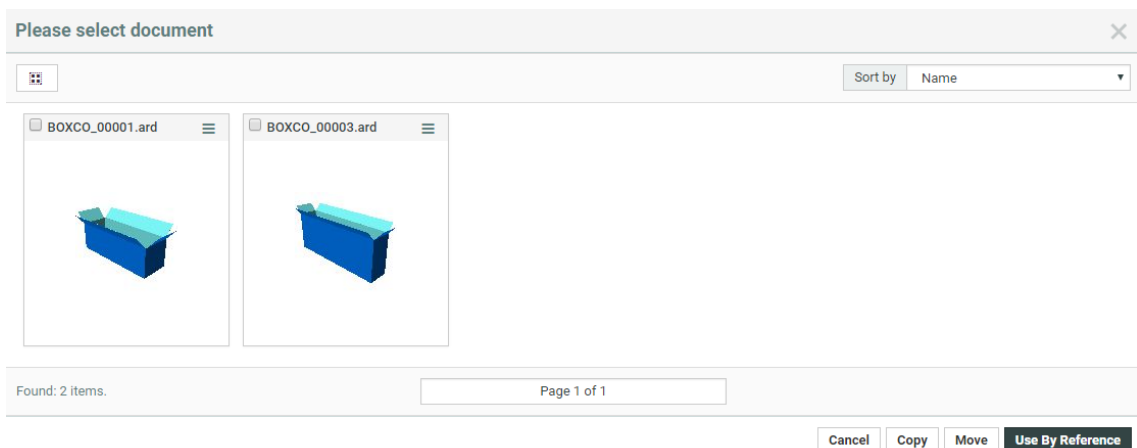 Please select document
Sort by Name
BOXCO_00001.ard
BOXCO_00003.ard
Found: 2 items.
Page 1 of 1
Cancel Copy Move Use By Reference